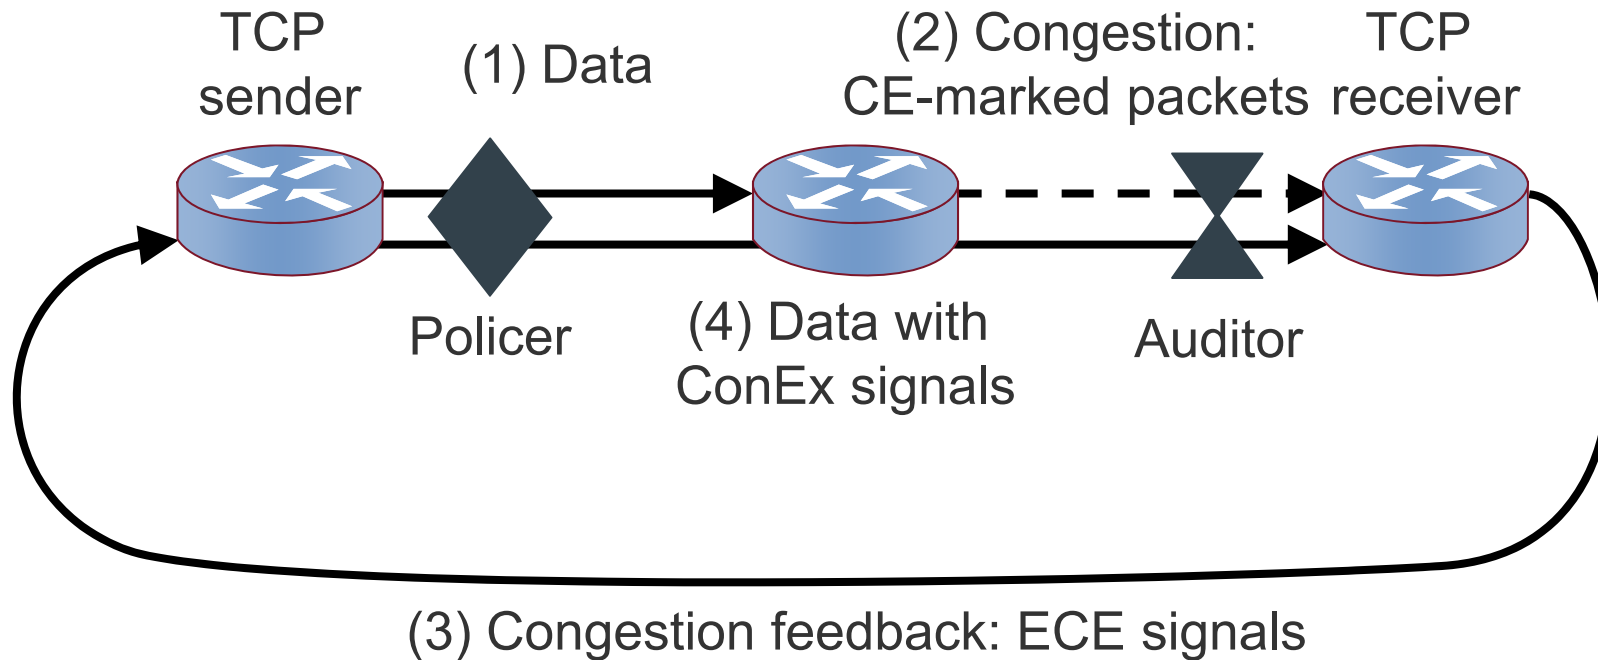 TCP
sender
(1) Data
(2) Congestion:
CE-marked packets
TCP
receiver
Policer
(4) Data with
ConEx signals
Auditor
(3) Congestion feedback: ECE signals